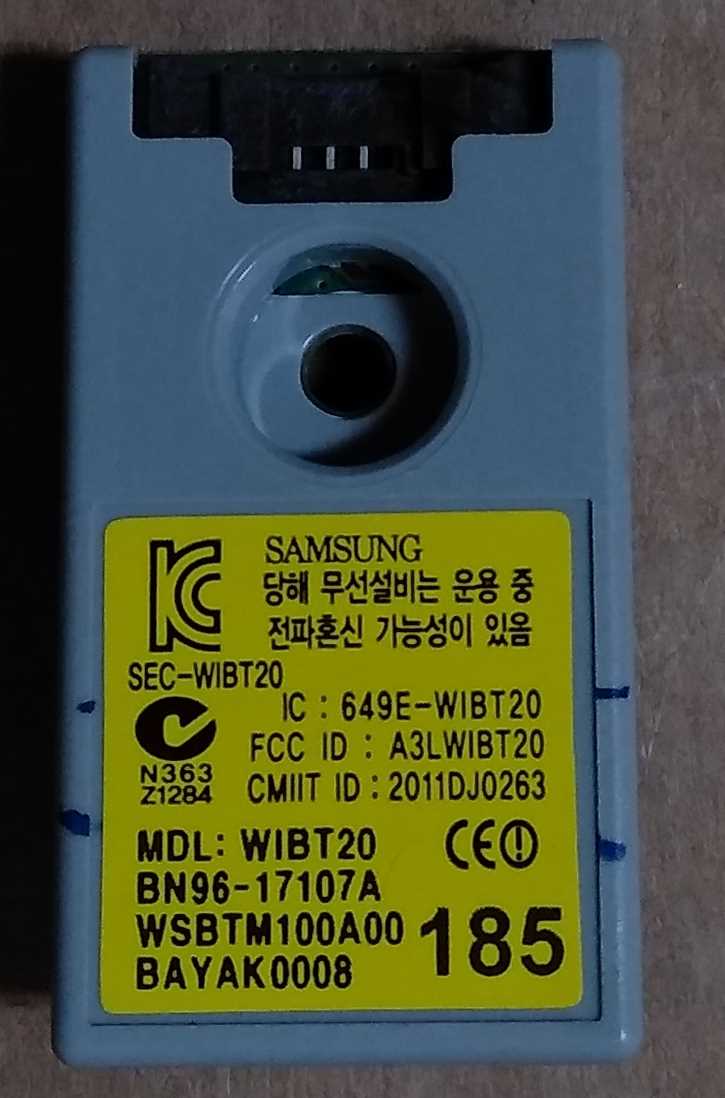 KC
SAMSUNG
당해 무선설비는 운용 중
전파혼신 가능성이 있음
SEC-WIBT20
IC : 649E-WIBT20
FCC ID : A3LWIBT20
CMIIT ID : 2011DJ0263
N363
Z1284
MDL: WIBT20
CE!
BN96-17107A
WSBTM100A00
BAYAK0008
185